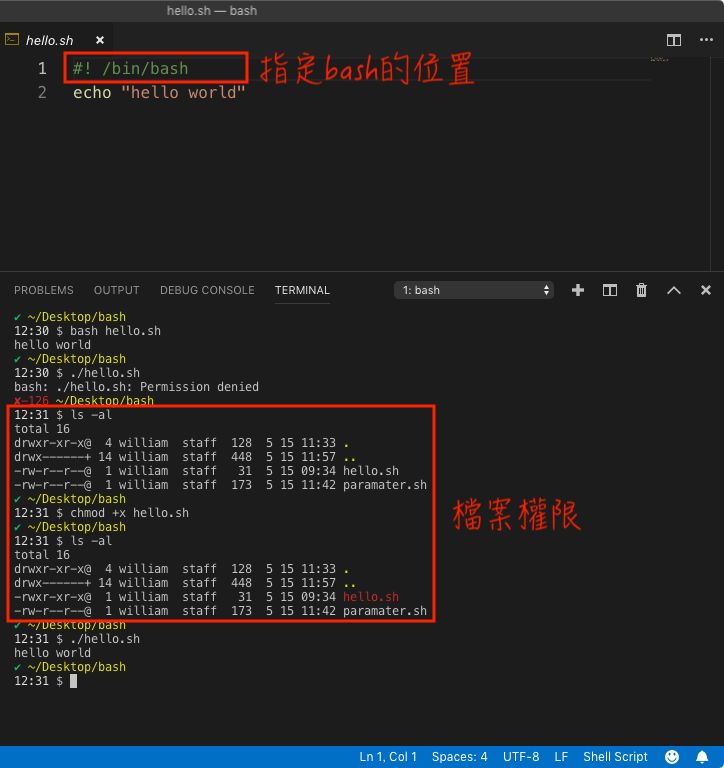 hello.sh — bash
hello.sh ×
1 #! /bin/bash 指定bash的位置
2 echo "hello world"
PROBLEMS OUTPUT DEBUG CONSOLE TERMINAL 1: bash
✔ ~/Desktop/bash
12:30 $ bash hello.sh
hello world
✔ ~/Desktop/bash
12:30 $ ./hello.sh
bash: ./hello.sh: Permission denied
✘-126 ~/Desktop/bash
12:31 $ ls -al
total 16
drwxr-xr-x@  4 william  staff  128  5 15 11:33 .
drwx------+ 14 william  staff  448  5 15 11:57 ..
-rw-r--r--@  1 william  staff   31  5 15 09:34 hello.sh
-rw-r--r--@  1 william  staff  173  5 15 11:42 paramater.sh
✔ ~/Desktop/bash
12:31 $ chmod +x hello.sh
檔案權限
✔ ~/Desktop/bash
12:31 $ ls -al
total 16
drwxr-xr-x@  4 william  staff  128  5 15 11:33 .
drwx------+ 14 william  staff  448  5 15 11:57 ..
-rwxr-xr-x@  1 william  staff   31  5 15 09:34 hello.sh
-rw-r--r--@  1 william  staff  173  5 15 11:42 paramater.sh
✔ ~/Desktop/bash
12:31 $ ./hello.sh
hello world
✔ ~/Desktop/bash
12:31 $
Ln 1, Col 1 Spaces: 4 UTF-8 LF Shell Script